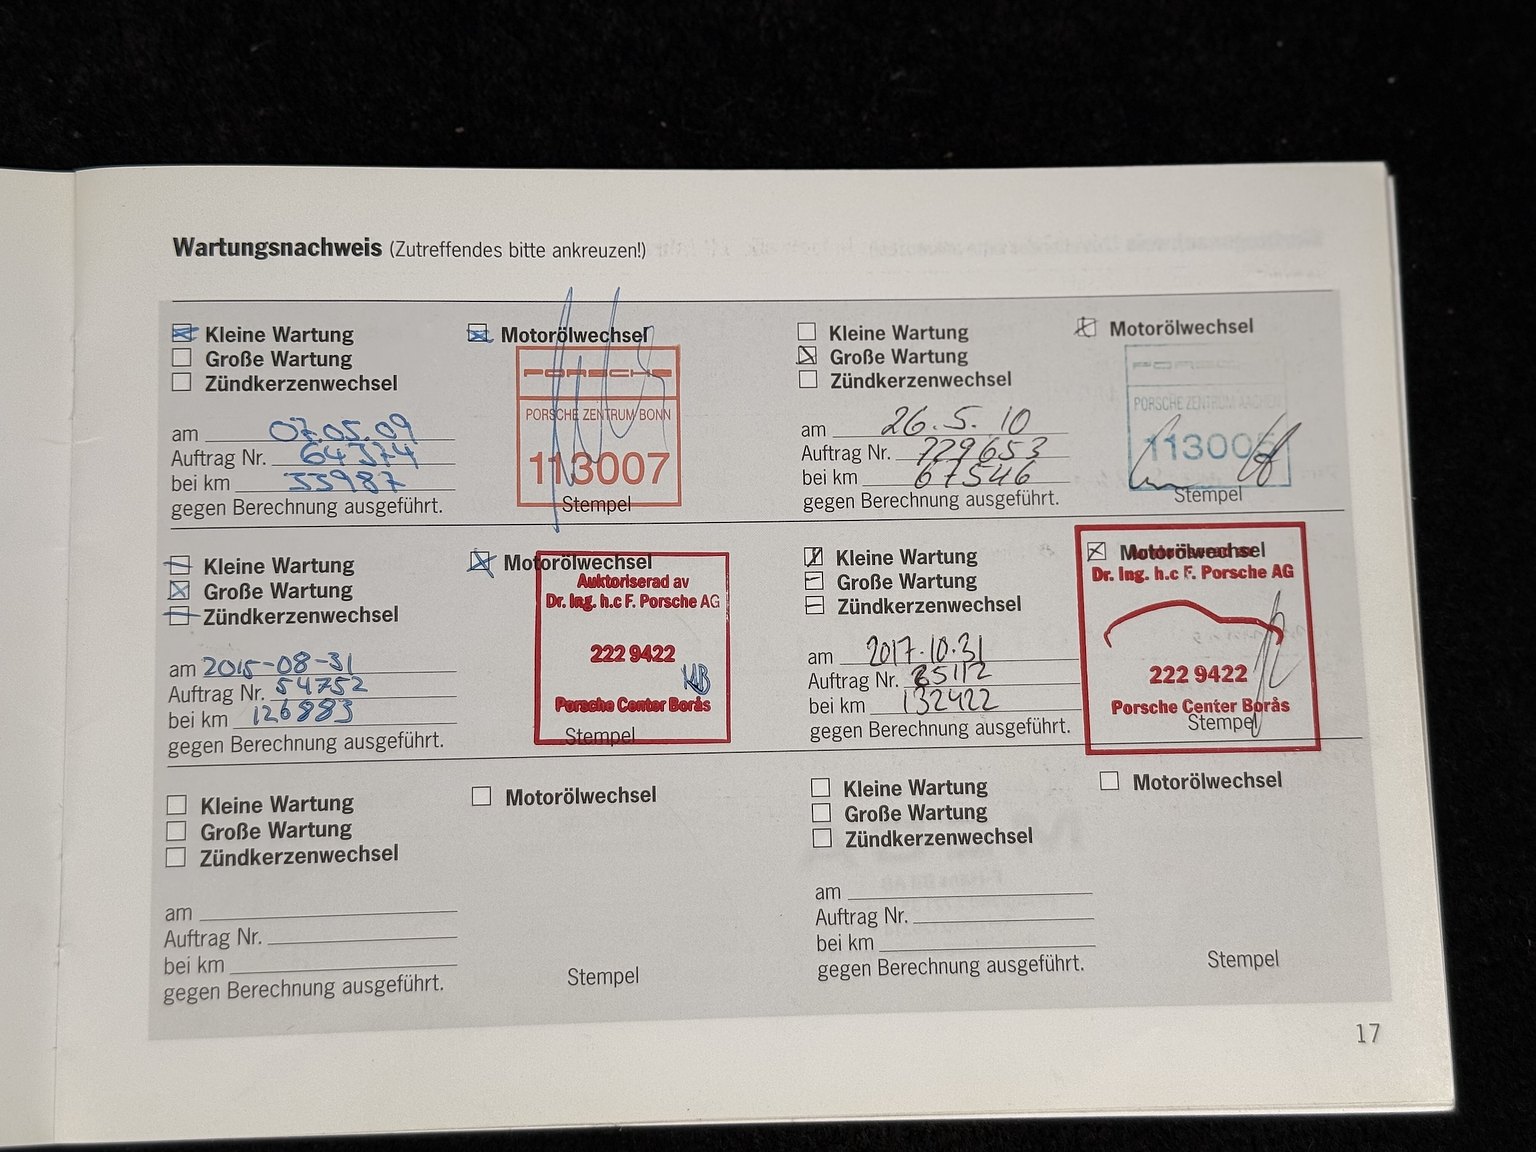 Wartungsnachweis (Zutreffendes bitte ankreuzen!)
Kleine Wartung
Große Wartung
Zündkerzenwechsel
Motorölwechsel
am 07.05.09
Auftrag Nr. 64374
bei km 55987
gegen Berechnung ausgeführt.
PORSCHE
PORSCHE ZENTRUM BONN
113007
Stempel
Kleine Wartung
Große Wartung
Zündkerzenwechsel
Motorölwechsel
am 26.5.10
Auftrag Nr. 729653
bei km 67546
gegen Berechnung ausgeführt.
PORSCHE
PORSCHE ZENTRUM AACHEN
Stempel
Kleine Wartung
Große Wartung
Zündkerzenwechsel
Motorölwechsel
am 2015-08-31
Auftrag Nr. 54752
bei km 126883
gegen Berechnung ausgeführt.
Auktoriserad av
Dr. Ing. h.c F. Porsche AG
222 9422
Porsche Center Borås
Stempel
Kleine Wartung
Große Wartung
Zündkerzenwechsel
Motorölwechsel
am 2017.10.31
Auftrag Nr. 85112
bei km 132422
gegen Berechnung ausgeführt.
Dr. Ing. h.c F. Porsche AG
222 9422
Porsche Center Borås
Stempel
Kleine Wartung
Große Wartung
Zündkerzenwechsel
Motorölwechsel
am
Auftrag Nr.
bei km
gegen Berechnung ausgeführt.
Stempel
Kleine Wartung
Große Wartung
Zündkerzenwechsel
Motorölwechsel
am
Auftrag Nr.
bei km
gegen Berechnung ausgeführt.
Stempel
17